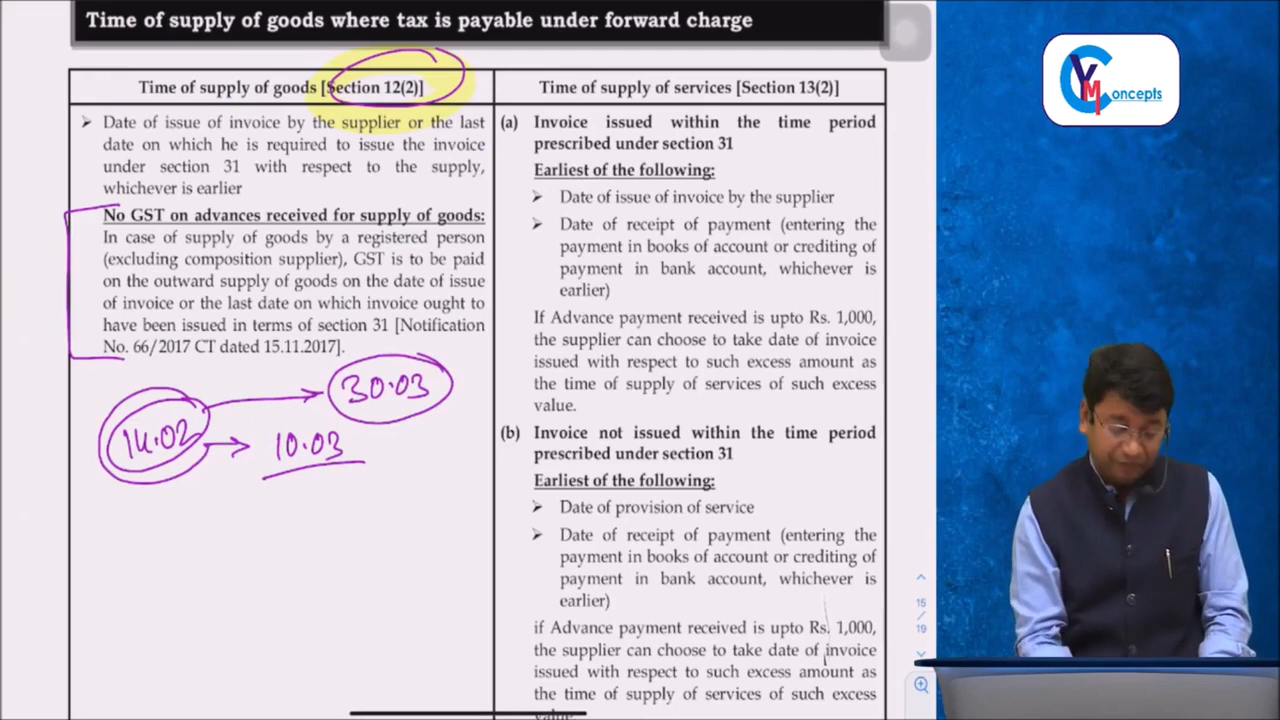 Time of supply of goods where tax is payable under forward charge
Time of supply of goods [Section 12(2)]
Date of issue of invoice by the supplier or the last
date on which he is required to issue the invoice
under section 31 with respect to the supply,
whichever is earlier
No GST on advances received for supply of goods:
In case of supply of goods by a registered person
(excluding composition supplier), GST is to be paid
on the outward supply of goods on the date of issue
of invoice or the last date on which invoice ought to
have been issued in terms of section 31 [Notification
No. 66/2017 CT dated 15.11.2017].
30.03
14.02
10.03
Time of supply of services [Section 13(2)]
(a) Invoice issued within the time period
prescribed under section 31
Earliest of the following:
Date of issue of invoice by the supplier
Date of receipt of payment (entering the
payment in books of account or crediting of
payment in bank account, whichever is
earlier)
If Advance payment received is upto Rs. 1,000,
the supplier can choose to take date of invoice
issued with respect to such excess amount as
the time of supply of services of such excess
value.
(b) Invoice not issued within the time period
prescribed under section 31
Earliest of the following:
Date of provision of service
Date of receipt of payment (entering the
payment in books of account or crediting of
payment in bank account, whichever is
earlier)
if Advance payment received is upto Rs. 1,000,
the supplier can choose to take date of invoice
issued with respect to such excess amount as
the time of supply of services of such excess
value
CYM
Concepts
15
/
19